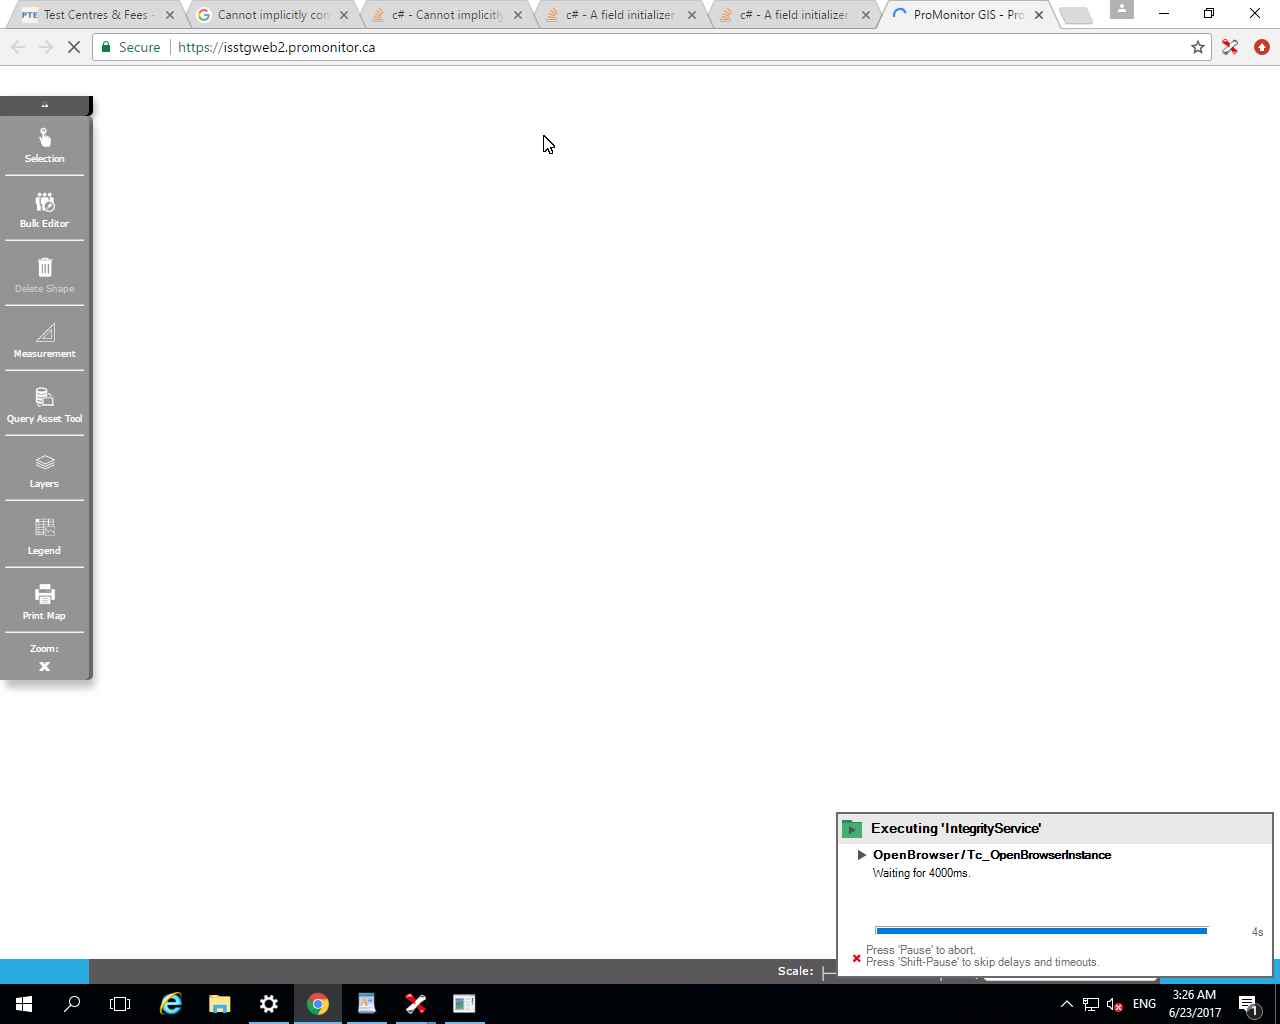 PTE Test Centres & Fees -
Cannot implicitly con
c# - Cannot implicitly
c# - A field initializer
c# - A field initializer
ProMonitor GIS - Pro
Secure
https://isstgweb2.promonitor.ca
Selection
Bulk Editor
Delete Shape
Measurement
Query Asset Tool
Layers
Legend
Print Map
Zoom:
Executing 'IntegrityService'
OpenBrowser/Tc_OpenBrowserInstance
Waiting for 4000ms.
4s
Press 'Pause' to abort.
Press 'Shift-Pause' to skip delays and timeouts.
Scale:
ENG
3:26 AM
6/23/2017
1